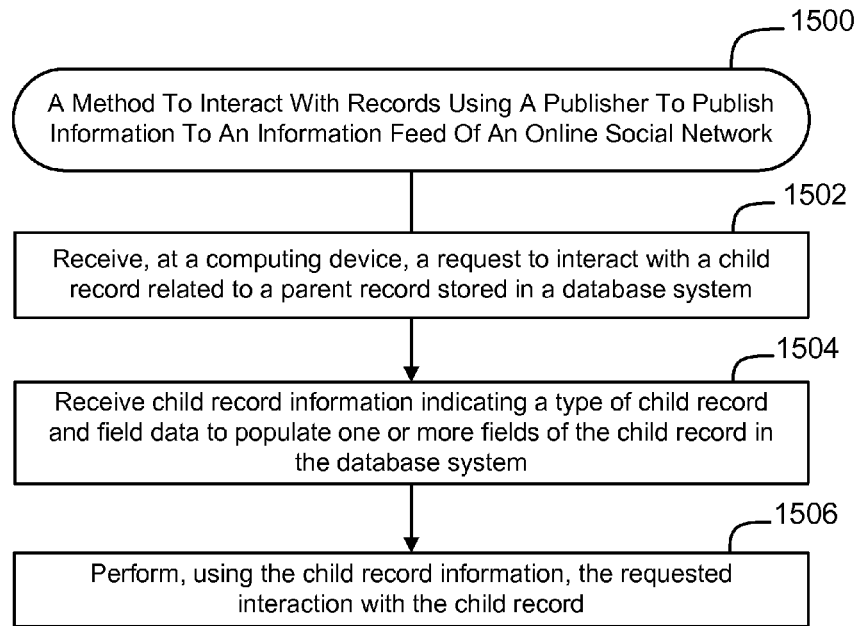 1500
A Method To Interact With Records Using A Publisher To Publish
Information To An Information Feed Of An Online Social Network
1502
Receive, at a computing device, a request to interact with a child
record related to a parent record stored in a database system
1504
Receive child record information indicating a type of child record
and field data to populate one or more fields of the child record in
the database system
1506
Perform, using the child record information, the requested
interaction with the child record